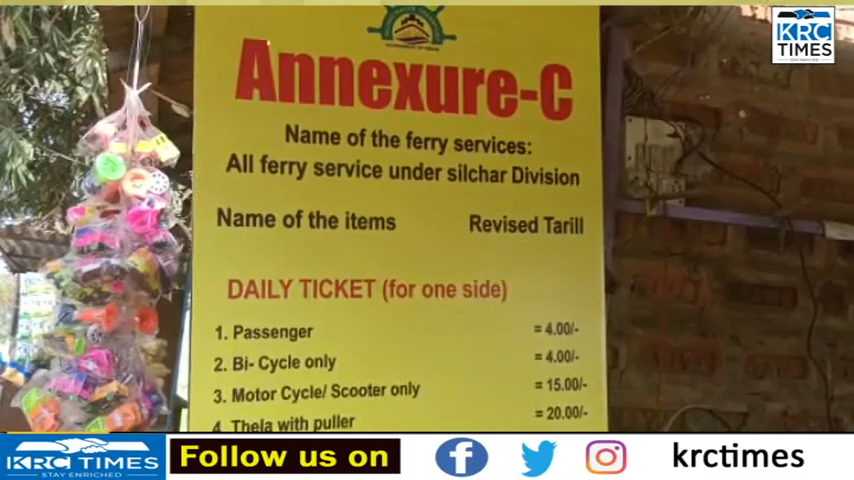 KRC
TIMES
Annexure-C
Name of the ferry services:
All ferry service under silchar Division
Name of the items Revised Tarill
DAILY TICKET (for one side)
1. Passenger = 4.00/-
2. Bi- Cycle only = 4.00/-
3. Motor Cycle/ Scooter only = 15.00/-
4 Thela with puller = 20.00/-
KRC TIMES
STAY ENRICHED
Follow us on
krctimes